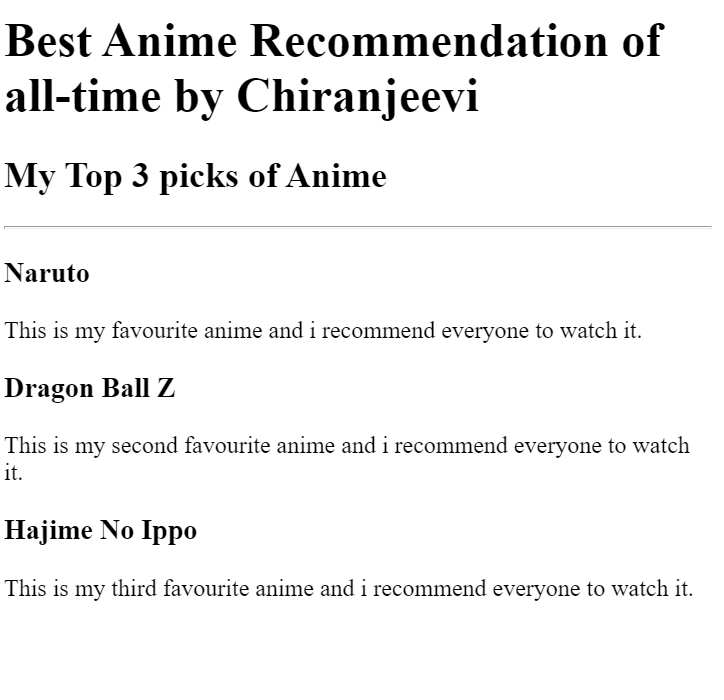 Best Anime Recommendation of
all-time by Chiranjeevi
My Top 3 picks of Anime
Naruto
This is my favourite anime and i recommend everyone to watch it.
Dragon Ball Z
This is my second favourite anime and i recommend everyone to watch
it.
Hajime No Ippo
This is my third favourite anime and i recommend everyone to watch it.